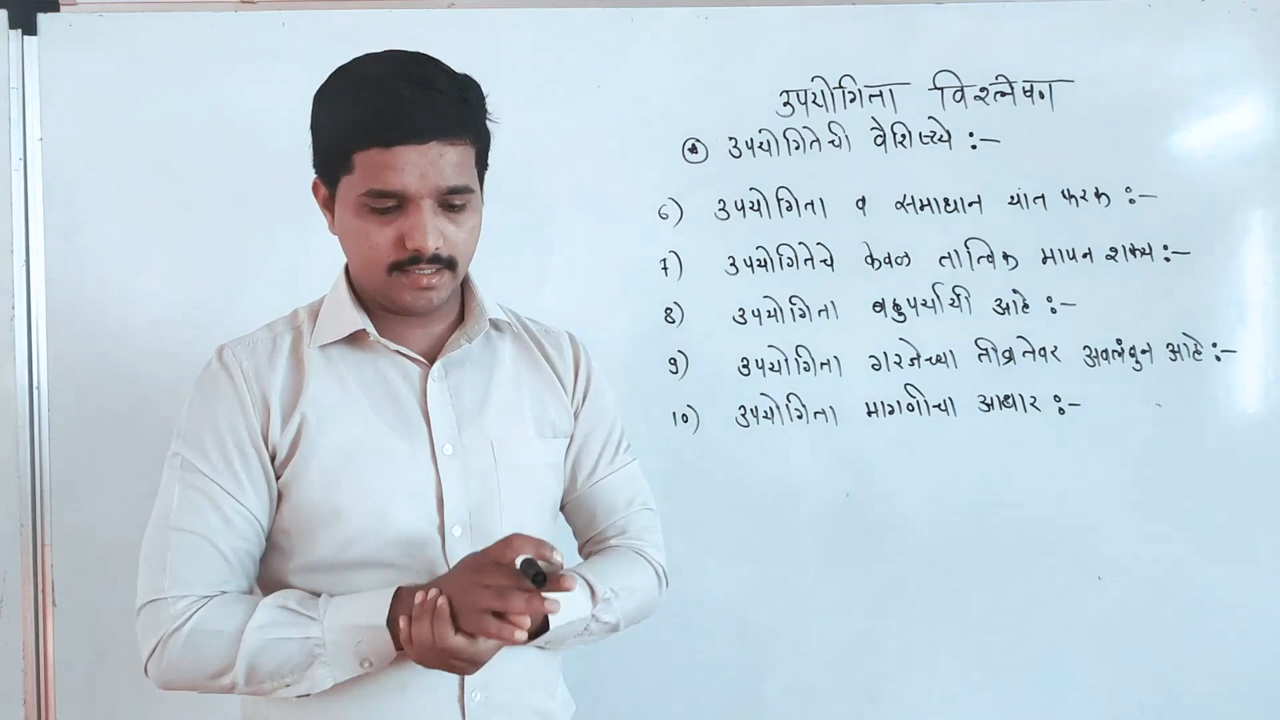 उपयोगिता विश्लेषण
उपयोगितेची वैशिष्ट्ये :-
6) उपयोगिता व समाधान यांत फरक :-
7) उपयोगितेचे केवळ तात्विक मापन शक्य :-
8) उपयोगिता बहुपर्यायी आहे :-
9) उपयोगिता गरजेच्या तीव्रतेवर अवलंबुन आहे :-
10) उपयोगिता मागणीचा आधार :-